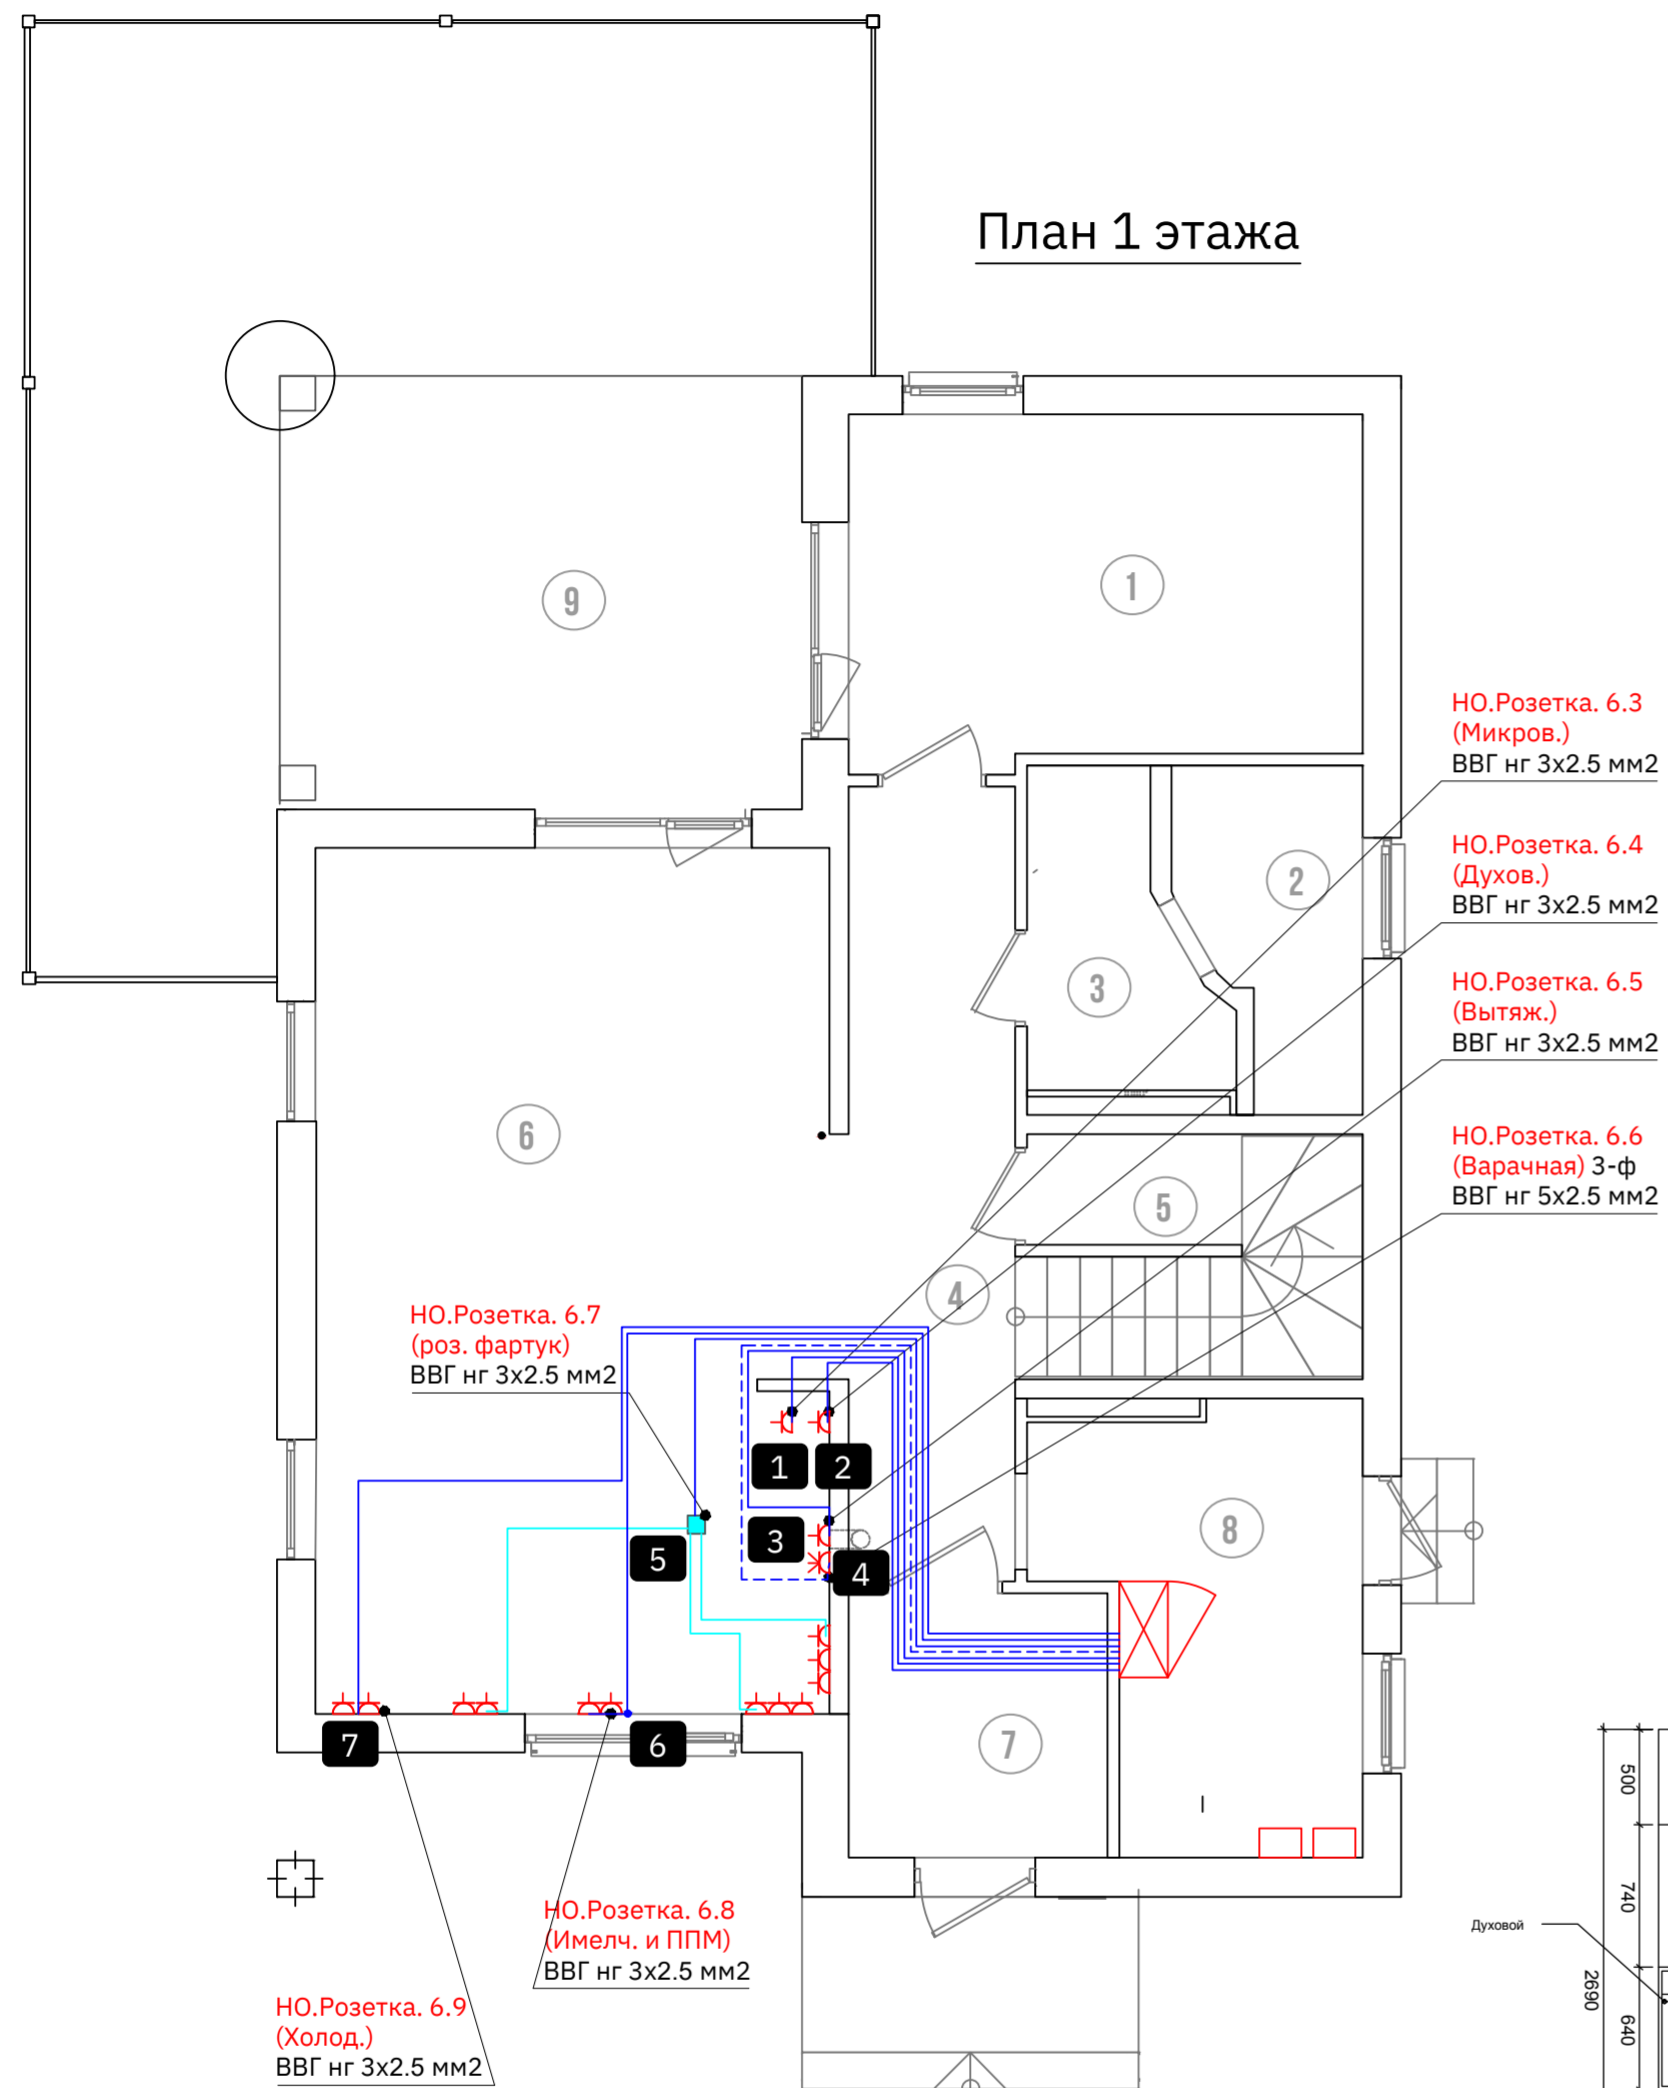 План 1 этажа
9
1
НО.Розетка. 6.3
(Микров.)
ВВГ нг 3х2.5 мм2
2
НО.Розетка. 6.4
(Духов.)
ВВГ нг 3х2.5 мм2
3
НО.Розетка. 6.5
(Вытяж.)
ВВГ нг 3х2.5 мм2
6
НО.Розетка. 6.6
(Варачная) 3-ф
ВВГ нг 5х2.5 мм2
5
4
НО.Розетка. 6.7
(роз. фартук)
ВВГ нг 3х2.5 мм2
1
2
3
4
5
8
7
6
7
500
740
2690
640
Духовой
НО.Розетка. 6.8
(Имелч. и ППМ)
ВВГ нг 3х2.5 мм2
НО.Розетка. 6.9
(Холод.)
ВВГ нг 3х2.5 мм2